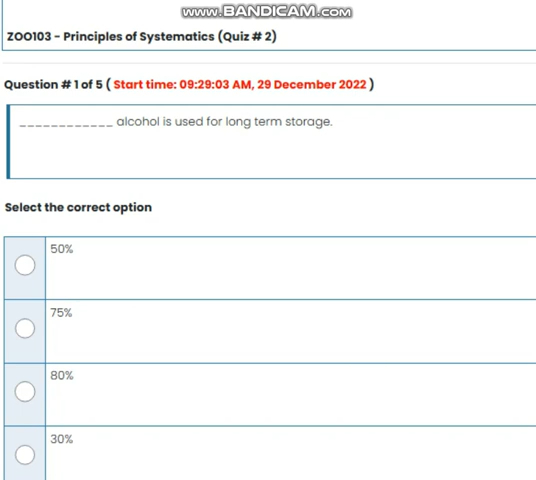 www.BANDICAM.com
ZOO103 - Principles of Systematics (Quiz # 2)
Question # 1 of 5 ( Start time: 09:29:03 AM, 29 December 2022 )
____________ alcohol is used for long term storage.
Select the correct option
50%
75%
80%
30%